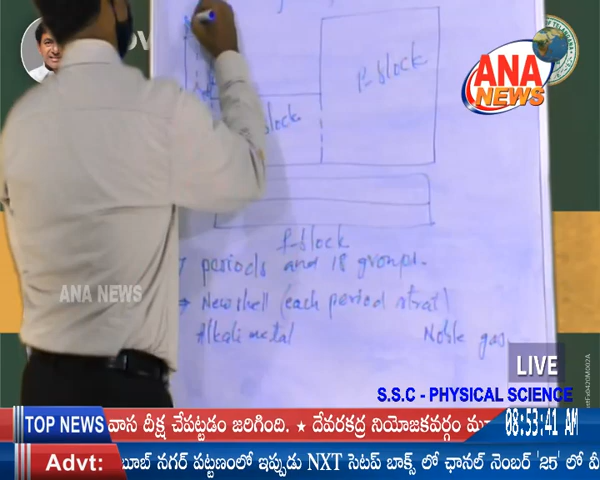 P-block
block
f-block
7 periods and 18 groups.
→ New shell (each period strat)
Alkali metal Noble gas
ANA
NEWS
ANA NEWS
LIVE
S.S.C - PHYSICAL SCIENCE
TOP NEWS వాస దీక్ష చేపట్టడం జరిగింది. ★ దేవరకద్ర నియోజకవర్గం 08:53:41 AM
Advt: బూబ్ నగర్ పట్టణంలో ఇప్పుడు NXT సెటప్ బాక్స్ లో ఛానల్ నెంబర్ '25' లో వీ